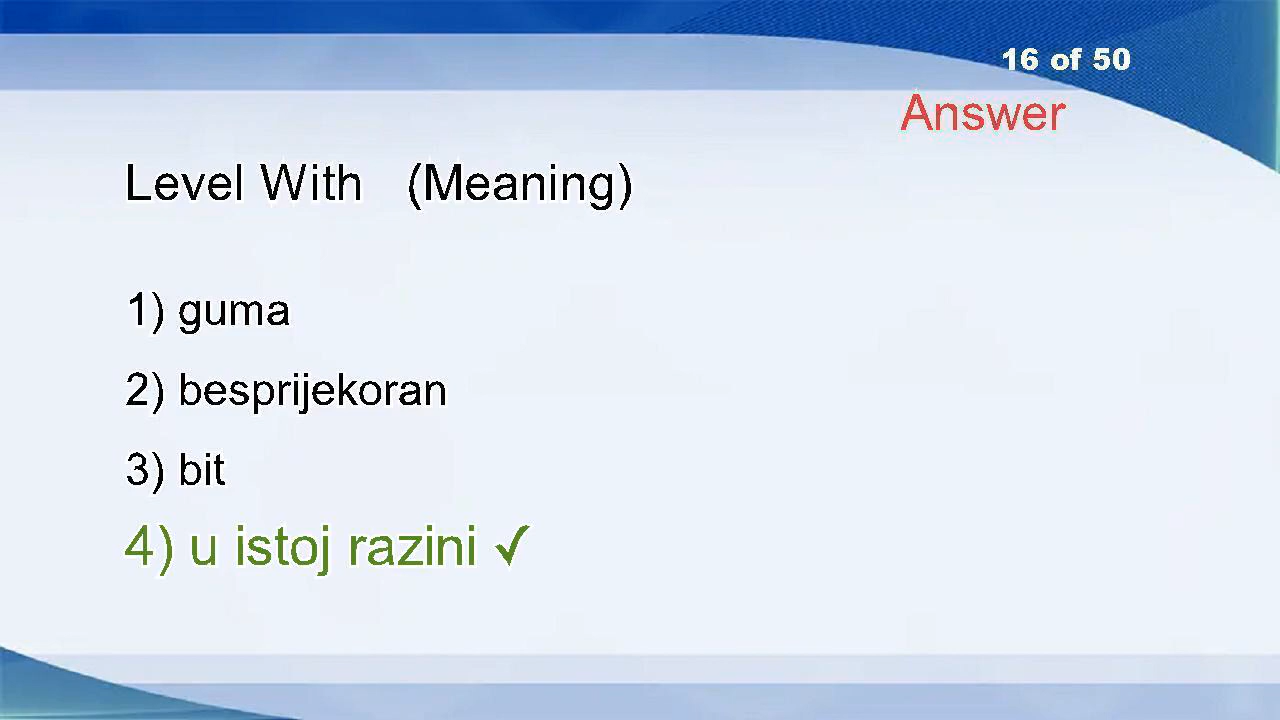 16 of 50
Answer
Level With (Meaning)
1) guma
2) besprijekoran
3) bit
4) u istoj razini ✓